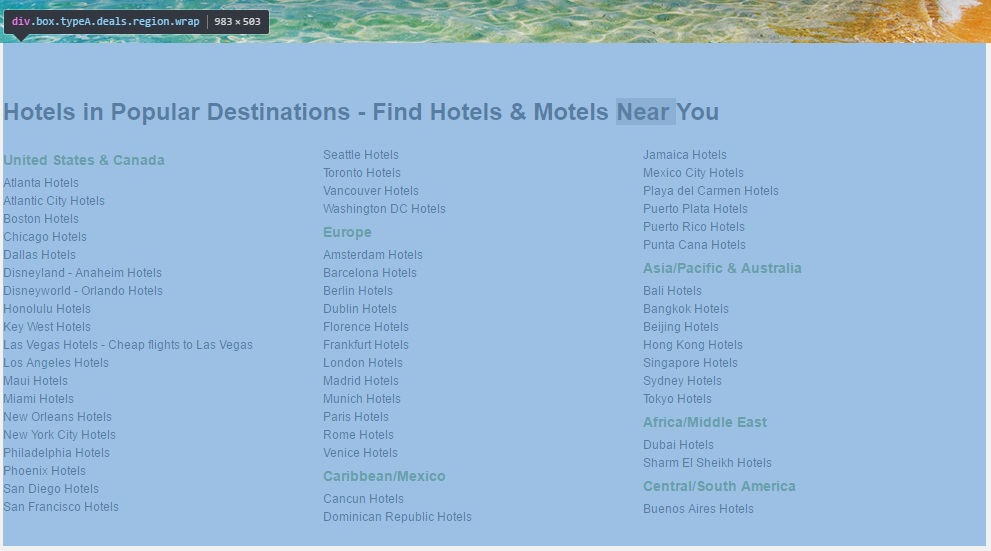 div.box.typeA.deals.region.wrap | 983 × 503
Hotels in Popular Destinations - Find Hotels & Motels Near You
United States & Canada
Atlanta Hotels
Atlantic City Hotels
Boston Hotels
Chicago Hotels
Dallas Hotels
Disneyland - Anaheim Hotels
Disneyworld - Orlando Hotels
Honolulu Hotels
Key West Hotels
Las Vegas Hotels - Cheap flights to Las Vegas
Los Angeles Hotels
Maui Hotels
Miami Hotels
New Orleans Hotels
New York City Hotels
Philadelphia Hotels
Phoenix Hotels
San Diego Hotels
San Francisco Hotels
Seattle Hotels
Toronto Hotels
Vancouver Hotels
Washington DC Hotels
Europe
Amsterdam Hotels
Barcelona Hotels
Berlin Hotels
Dublin Hotels
Florence Hotels
Frankfurt Hotels
London Hotels
Madrid Hotels
Munich Hotels
Paris Hotels
Rome Hotels
Venice Hotels
Caribbean/Mexico
Cancun Hotels
Dominican Republic Hotels
Jamaica Hotels
Mexico City Hotels
Playa del Carmen Hotels
Puerto Plata Hotels
Puerto Rico Hotels
Punta Cana Hotels
Asia/Pacific & Australia
Bali Hotels
Bangkok Hotels
Beijing Hotels
Hong Kong Hotels
Singapore Hotels
Sydney Hotels
Tokyo Hotels
Africa/Middle East
Dubai Hotels
Sharm El Sheikh Hotels
Central/South America
Buenos Aires Hotels